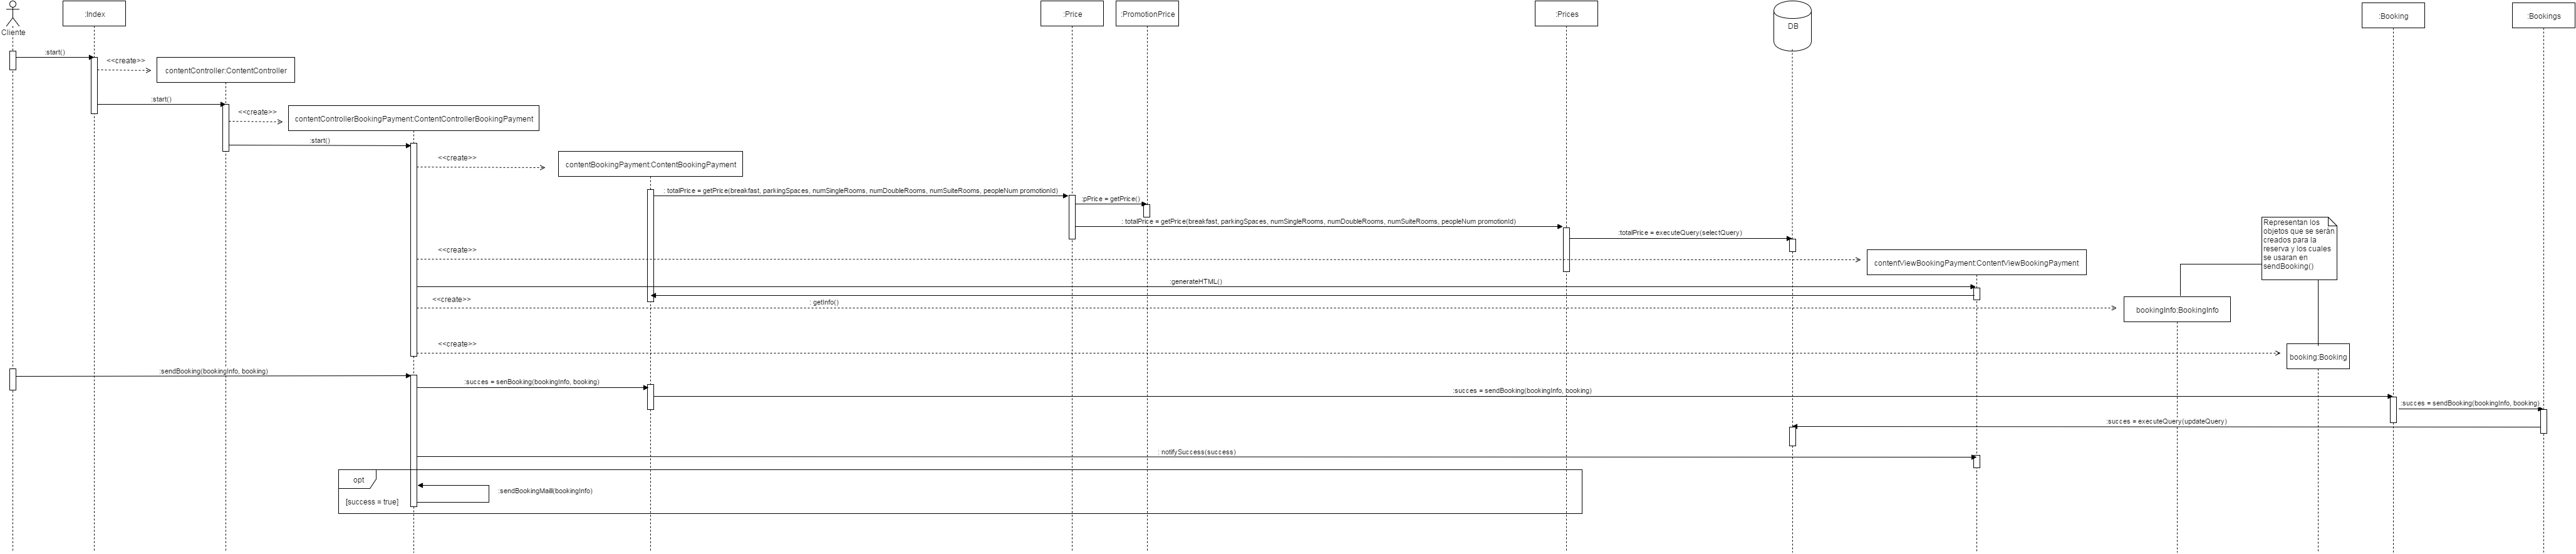 Cliente
:Index
:Price
:PromotionPrice
:Prices
DB
:Booking
:Bookings
:start()
<<create>>
contentController:ContentController
:start()
<<create>>
contentControllerBookingPayment:ContentControllerBookingPayment
:start()
<<create>>
contentBookingPayment:ContentBookingPayment
: totalPrice = getPrice(breakfast, parkingSpaces, numSingleRooms, numDoubleRooms, numSuiteRooms, peopleNum promotionId)
:pPrice = getPrice()
: totalPrice = getPrice(breakfast, parkingSpaces, numSingleRooms, numDoubleRooms, numSuiteRooms, peopleNum promotionId)
:totalPrice = executeQuery(selectQuery)
Representan los
objetos que se serán
creados para la
reserva y los cuales
se usaran en
sendBooking()
<<create>>
contentViewBookingPayment:ContentViewBookingPayment
:generateHTML()
<<create>>
: getInfo()
bookingInfo:BookingInfo
<<create>>
booking:Booking
:sendBooking(bookingInfo, booking)
:succes = senBooking(bookingInfo, booking)
:succes = sendBooking(bookingInfo, booking)
:succes = sendBooking(bookingInfo, booking)
:succes = executeQuery(updateQuery)
: notifySuccess(success)
opt
[success = true]
:sendBookingMaill(bookingInfo)